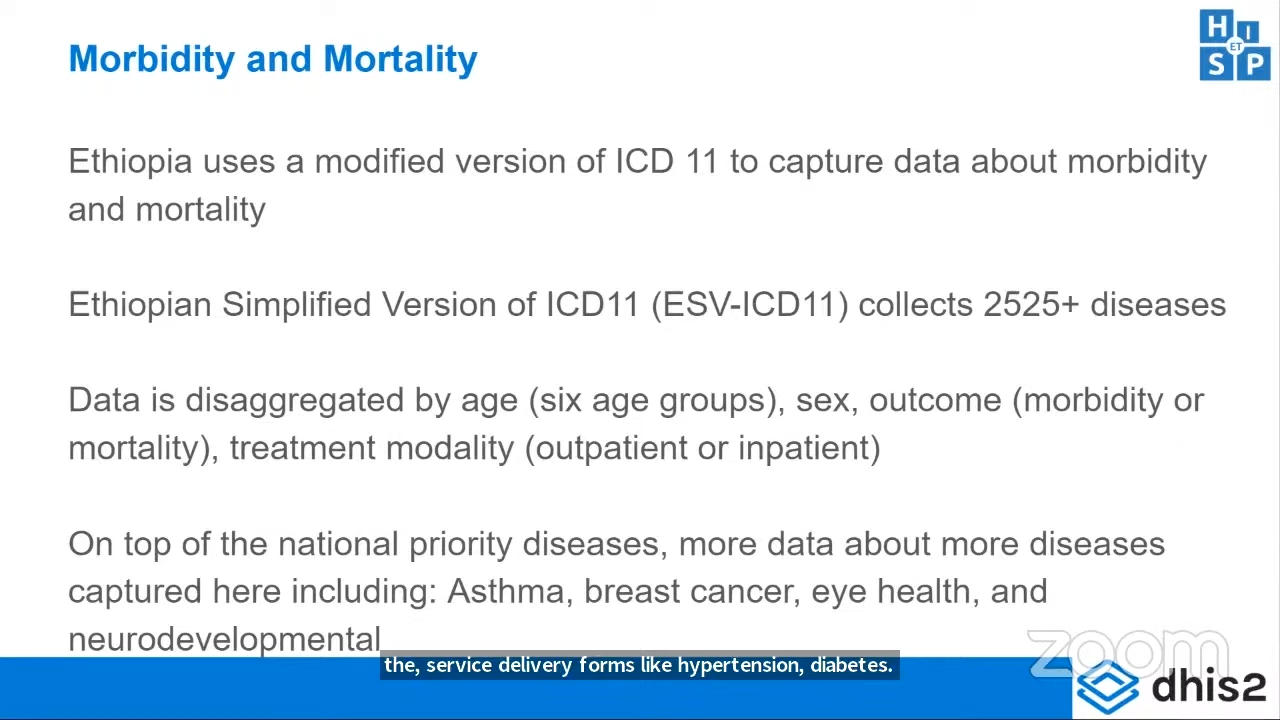 Morbidity and Mortality
H
I
ET
S
P
Ethiopia uses a modified version of ICD 11 to capture data about morbidity
and mortality
Ethiopian Simplified Version of ICD11 (ESV-ICD11) collects 2525+ diseases
Data is disaggregated by age (six age groups), sex, outcome (morbidity or
mortality), treatment modality (outpatient or inpatient)
On top of the national priority diseases, more data about more diseases
captured here including: Asthma, breast cancer, eye health, and
neurodevelopmental
the, service delivery forms like hypertension, diabetes.
zoom
dhis2